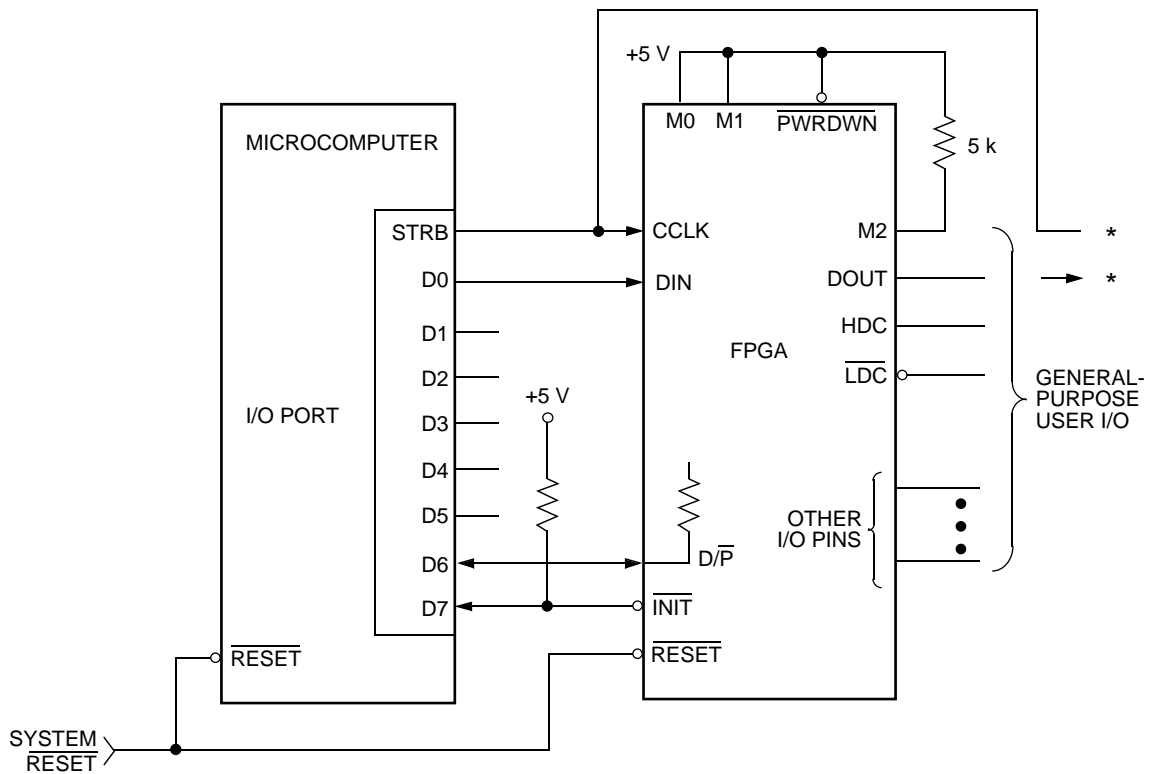 +5 V
M0 M1 PWRDWN
MICROCOMPUTER
5 k
STRB
CCLK
M2
*
D0
DIN
DOUT
*
D1
HDC
D2
FPGA
LDC
+5 V
GENERAL-
PURPOSE
USER I/O
I/O PORT
D3
D4
D5
OTHER
I/O PINS
D6
D/P
D7
INIT
RESET
RESET
SYSTEM
RESET